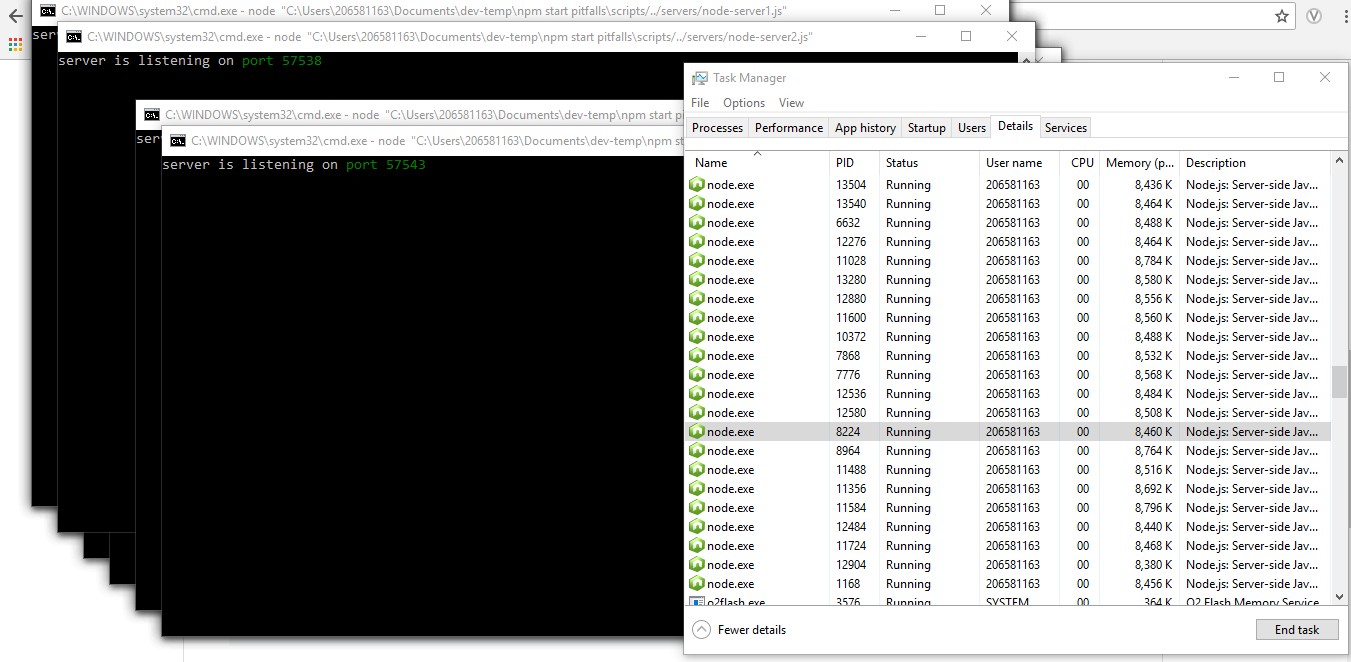 C:\WINDOWS\system32\cmd.exe - node "C:\Users\206581163\Documents\dev-temp\npm start pitfalls\scripts/../servers/node-server1.js"
C:\WINDOWS\system32\cmd.exe - node "C:\Users\206581163\Documents\dev-temp\npm start pitfalls\scripts/../servers/node-server2.js"
server is listening on port 57538
C:\WINDOWS\system32\cmd.exe - node "C:\Users\206581163\Documents\dev-temp\npm start p
C:\WINDOWS\system32\cmd.exe - node "C:\Users\206581163\Documents\dev-temp\npm st
server is listening on port 57543
Task Manager
File Options View
Processes Performance App history Startup Users Details Services
Name PID Status User name CPU Memory (p... Description
node.exe 13504 Running 206581163 00 8,436 K Node.js: Server-side Jav...
node.exe 13540 Running 206581163 00 8,464 K Node.js: Server-side Jav...
node.exe 6632 Running 206581163 00 8,488 K Node.js: Server-side Jav...
node.exe 12276 Running 206581163 00 8,464 K Node.js: Server-side Jav...
node.exe 11028 Running 206581163 00 8,784 K Node.js: Server-side Jav...
node.exe 13280 Running 206581163 00 8,580 K Node.js: Server-side Jav...
node.exe 12880 Running 206581163 00 8,556 K Node.js: Server-side Jav...
node.exe 11600 Running 206581163 00 8,560 K Node.js: Server-side Jav...
node.exe 10372 Running 206581163 00 8,488 K Node.js: Server-side Jav...
node.exe 7868 Running 206581163 00 8,532 K Node.js: Server-side Jav...
node.exe 7776 Running 206581163 00 8,568 K Node.js: Server-side Jav...
node.exe 12536 Running 206581163 00 8,484 K Node.js: Server-side Jav...
node.exe 12580 Running 206581163 00 8,508 K Node.js: Server-side Jav...
node.exe 8224 Running 206581163 00 8,460 K Node.js: Server-side Jav...
node.exe 8964 Running 206581163 00 8,764 K Node.js: Server-side Jav...
node.exe 11488 Running 206581163 00 8,516 K Node.js: Server-side Jav...
node.exe 11356 Running 206581163 00 8,692 K Node.js: Server-side Jav...
node.exe 11584 Running 206581163 00 8,796 K Node.js: Server-side Jav...
node.exe 12484 Running 206581163 00 8,440 K Node.js: Server-side Jav...
node.exe 11724 Running 206581163 00 8,468 K Node.js: Server-side Jav...
node.exe 12904 Running 206581163 00 8,380 K Node.js: Server-side Jav...
node.exe 1168 Running 206581163 00 8,456 K Node.js: Server-side Jav...
o2flash.exe 3576 Running SYSTEM 00 364 K O2 Flash Memory Service
Fewer details End task